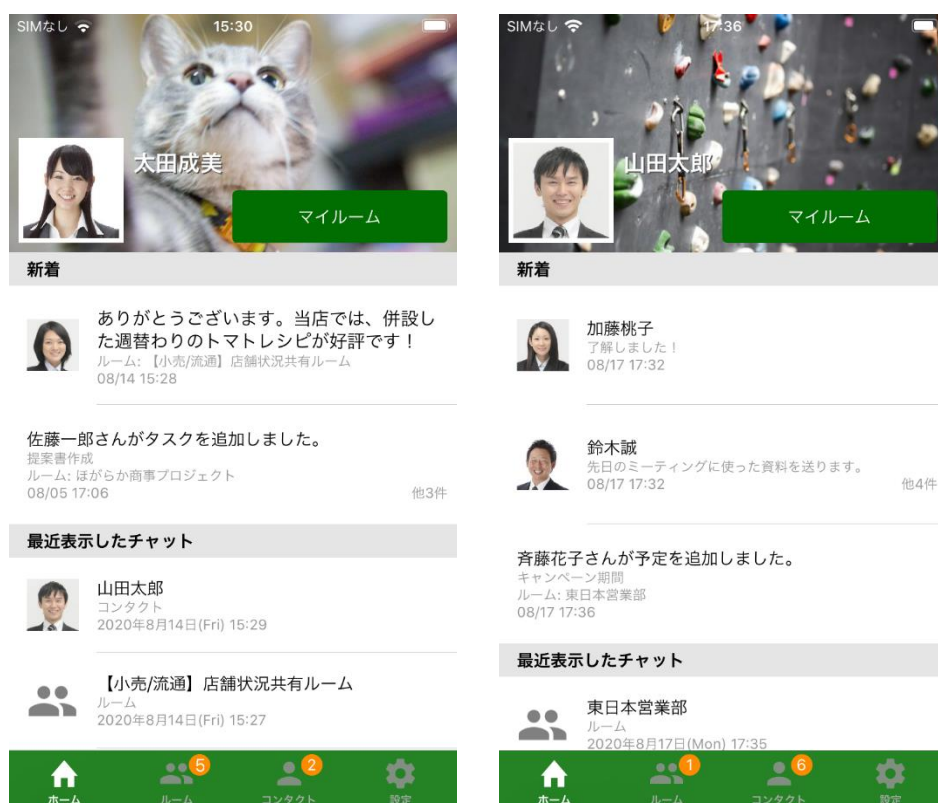 SIMなし 15:30
太田成美
マイルーム
新着
ありがとうございます。当店では、併設し
た週替わりのトマトレシピが好評です！
ルーム: 【小売/流通】店舗状況共有ルーム
08/14 15:28
佐藤一郎さんがタスクを追加しました。
提案書作成
ルーム: ほがらか商事プロジェクト
08/05 17:06 他3件
最近表示したチャット
山田太郎
コンタクト
2020年8月14日(Fri) 15:29
【小売/流通】店舗状況共有ルーム
ルーム
2020年8月14日(Fri) 15:27
5 2
ホーム ルーム コンタクト 設定
SIMなし 17:36
山田太郎
マイルーム
新着
加藤桃子
了解しました！
08/17 17:32
鈴木誠
先日のミーティングに使った資料を送ります。
08/17 17:32 他4件
斉藤花子さんが予定を追加しました。
キャンペーン期間
ルーム: 東日本営業部
08/17 17:36
最近表示したチャット
東日本営業部
ルーム
2020年8月17日(Mon) 17:35
1 6
ホーム ルーム コンタクト 設定